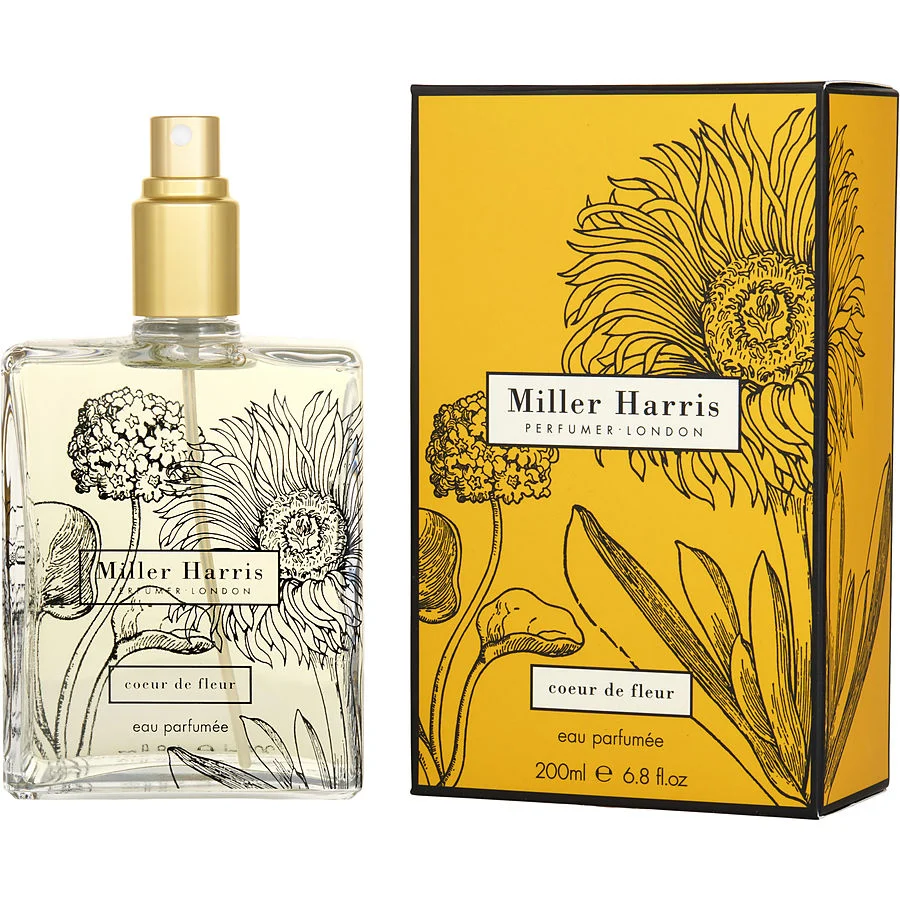 Miller Harris
PERFUMER · LONDON
coeur de fleur
eau parfumée
Miller Harris
PERFUMER · LONDON
coeur de fleur
eau parfumée
200ml ℮ 6.8 fl.oz